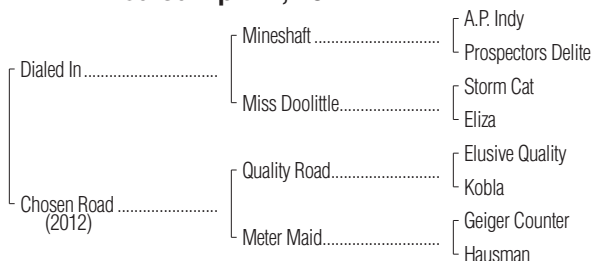 A.P. Indy
Mineshaft
Prospectors Delite
Dialed In
Storm Cat
Miss Doolittle
Eliza
Elusive Quality
Quality Road
Kobla
Chosen Road
(2012)
Geiger Counter
Meter Maid
Hausman